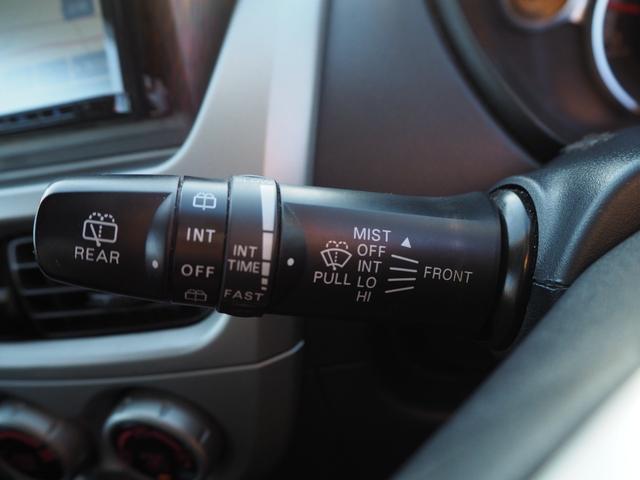 REAR
INT
OFF
INT
TIME
FAST
PULL
MIST
OFF
INT
LO
HI
FRONT